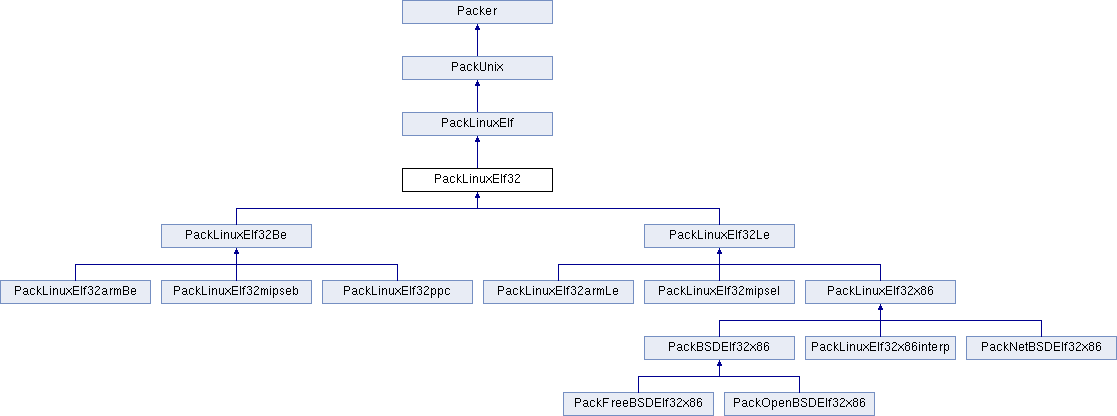 Packer
PackUnix
PackLinuxElf
PackLinuxElf32
PackLinuxElf32Be
PackLinuxElf32Le
PackLinuxElf32armBe
PackLinuxElf32mipseb
PackLinuxElf32ppc
PackLinuxElf32armLe
PackLinuxElf32mipsel
PackLinuxElf32x86
PackBSDElf32x86
PackLinuxElf32x86interp
PackNetBSDElf32x86
PackFreeBSDElf32x86
PackOpenBSDElf32x86